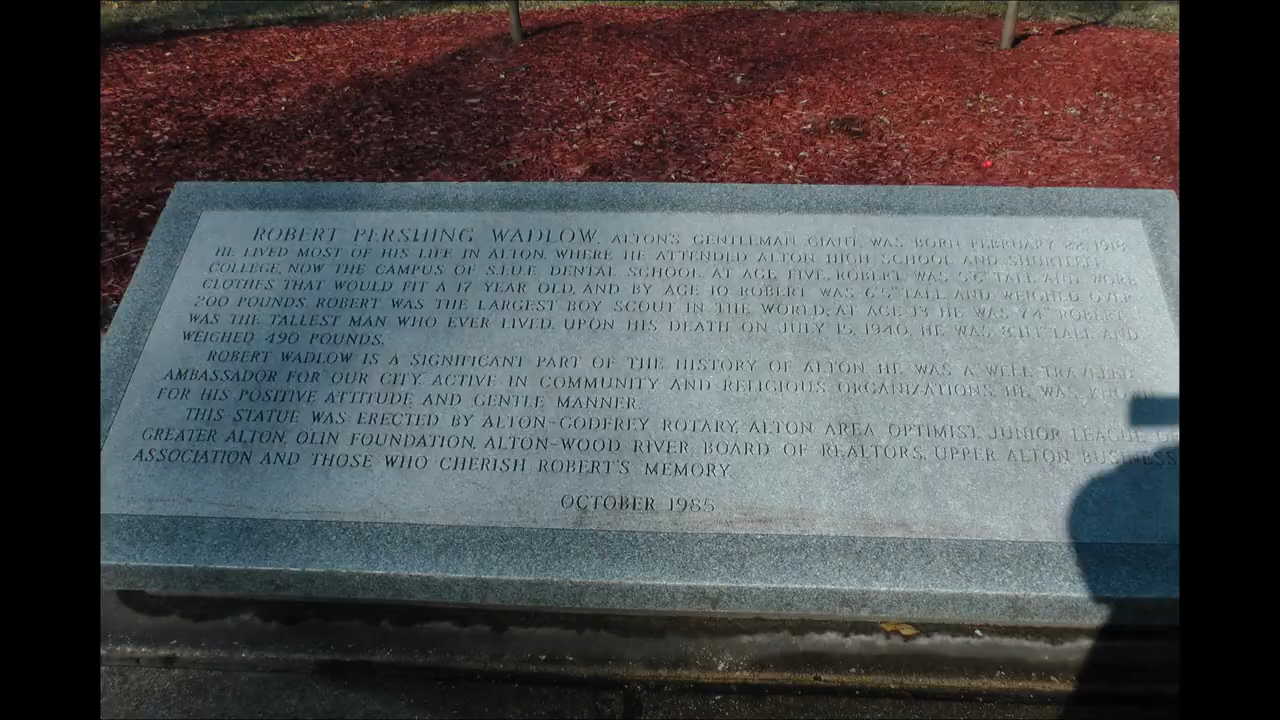 ROBERT PERSHING WADLOW, ALTON'S GENTLEMAN GIANT, WAS BORN FEBRUARY 22, 1918.
HE LIVED MOST OF HIS LIFE IN ALTON, WHERE HE ATTENDED ALTON HIGH SCHOOL AND SHURTLEFF
COLLEGE, NOW THE CAMPUS OF S.I.U.E. DENTAL SCHOOL. AT AGE FIVE, ROBERT WAS 5'6" TALL AND WORE
CLOTHES THAT WOULD FIT A 17 YEAR OLD, AND BY AGE 10 ROBERT WAS 6'5" TALL AND WEIGHED OVER
200 POUNDS. ROBERT WAS THE LARGEST BOY SCOUT IN THE WORLD; AT AGE 13 HE WAS 7'4". ROBERT
WAS THE TALLEST MAN WHO EVER LIVED. UPON HIS DEATH ON JULY 15, 1940, HE WAS 8'11.1" TALL AND
WEIGHED 490 POUNDS.
ROBERT WADLOW IS A SIGNIFICANT PART OF THE HISTORY OF ALTON. HE WAS A WELL TRAVELED
AMBASSADOR FOR OUR CITY. ACTIVE IN COMMUNITY AND RELIGIOUS ORGANIZATIONS, HE WAS KNOWN
FOR HIS POSITIVE ATTITUDE AND GENTLE MANNER.
THIS STATUE WAS ERECTED BY ALTON-GODFREY ROTARY, ALTON AREA OPTIMIST, JUNIOR LEAGUE OF
GREATER ALTON, OLIN FOUNDATION, ALTON-WOOD RIVER BOARD OF REALTORS, UPPER ALTON BUSINESS
ASSOCIATION AND THOSE WHO CHERISH ROBERT'S MEMORY.
OCTOBER 1985